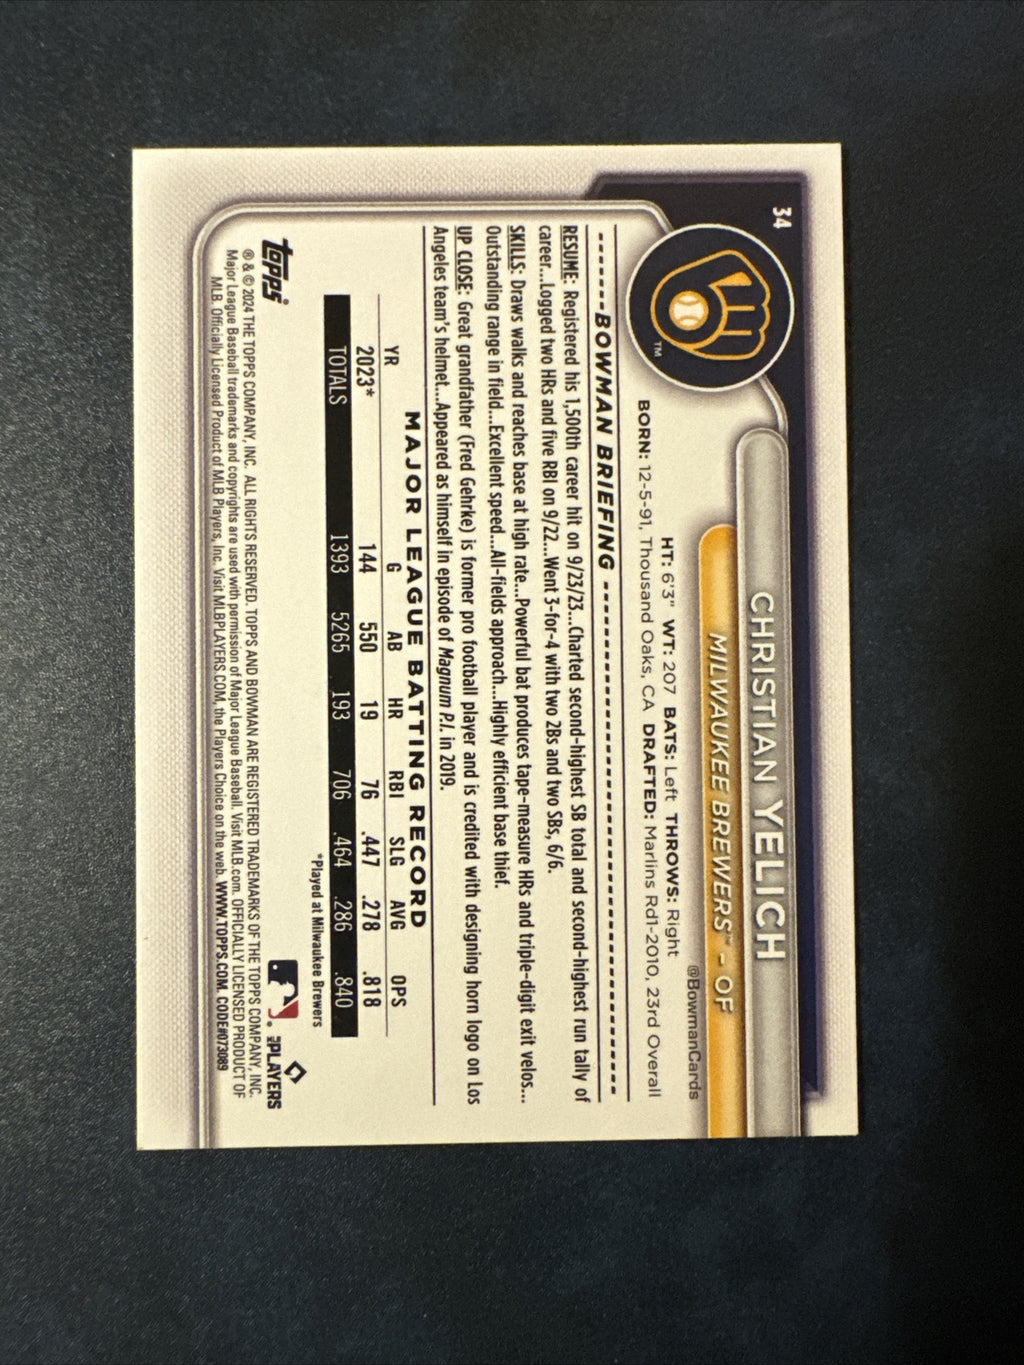 34
TM
CHRISTIAN YELICH
MILWAUKEE BREWERS™ - OF
@BowmanCards
HT: 6'3" WT: 207 BATS: Left THROWS: Right
BORN: 12-5-91, Thousand Oaks, CA DRAFTED: Marlins Rd1-2010, 23rd Overall
BOWMAN BRIEFING
RESUME: Registered his 1,500th career hit on 9/23/23...Charted second-highest SB total and second-highest run tally of
career...Logged two HRs and five RBI on 9/22...Went 3-for-4 with two 2Bs and two SBs, 6/6.
SKILLS: Draws walks and reaches base at high rate...Powerful bat produces tape-measure HRs and triple-digit exit velos...
Outstanding range in field...Excellent speed...All-fields approach...Highly efficient base thief.
UP CLOSE: Great grandfather (Fred Gehrke) is former pro football player and is credited with designing horn logo on Los
Angeles team's helmet...Appeared as himself in episode of Magnum P.I. in 2019.
MAJOR LEAGUE BATTING RECORD
YR G AB HR RBI SLG AVG OPS
2023* 144 550 19 76 .447 .278 .818
TOTALS 1393 5265 193 706 .464 .286 .840
*Played at Milwaukee Brewers
topps
MLB PLAYERS
® & © 2024 THE TOPPS COMPANY, INC. ALL RIGHTS RESERVED. TOPPS AND BOWMAN ARE REGISTERED TRADEMARKS OF THE TOPPS COMPANY, INC.
Major League Baseball trademarks and copyrights are used with permission of Major League Baseball. Visit MLB.com. OFFICIALLY LICENSED PRODUCT OF
MLB. Officially Licensed Product of MLB Players, Inc. Visit MLBPLAYERS.COM, the Players Choice on the web. WWW.TOPPS.COM. CODE#073089